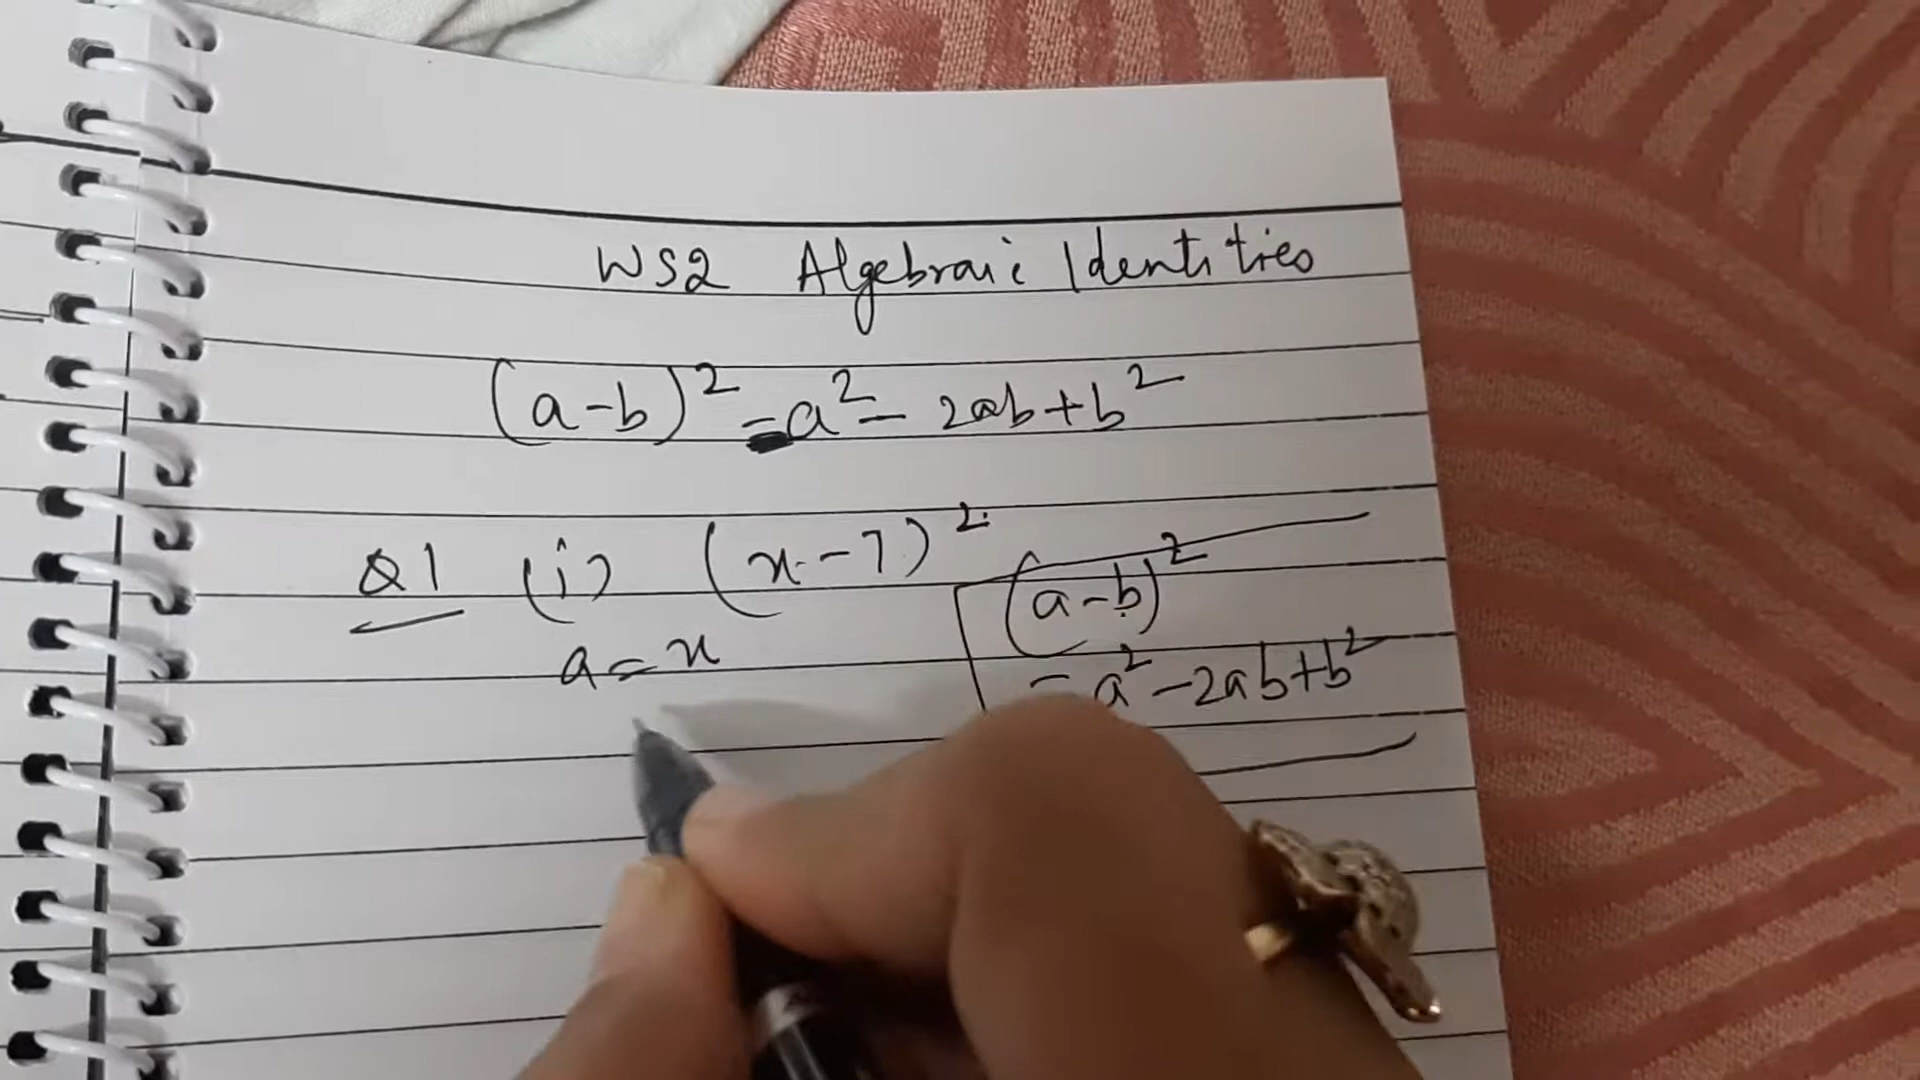 WS2 Algebraic Identities
(a-b)² = a² - 2ab + b²
Q1 (i) (x-7)²
a = x
(a-b)²
= a² - 2ab + b²